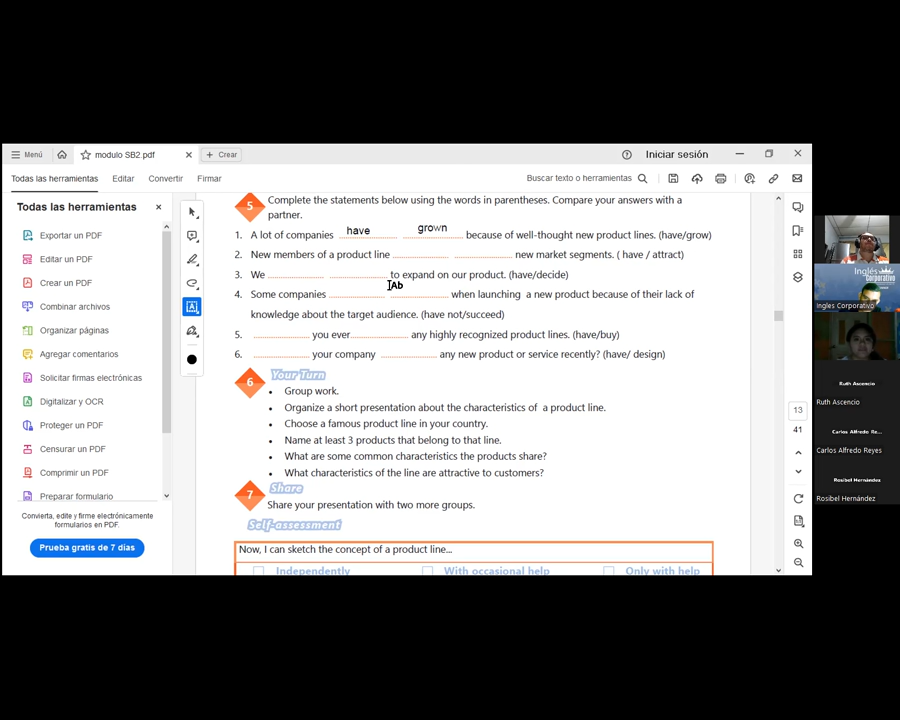 Menú
modulo SB2.pdf
Crear
Iniciar sesión
Todas las herramientas Editar Convertir Firmar
Buscar texto o herramientas
Todas las herramientas
Exportar un PDF
Editar un PDF
Crear un PDF
Combinar archivos
Organizar páginas
Agregar comentarios
Solicitar firmas electrónicas
Digitalizar y OCR
Proteger un PDF
Censurar un PDF
Comprimir un PDF
Preparar formulario
Convierta, edite y firme electrónicamente
formularios en PDF.
Prueba gratis de 7 días
5 Complete the statements below using the words in parentheses. Compare your answers with a
partner.
1. A lot of companies have grown because of well-thought new product lines. (have/grow)
2. New members of a product line ................ ................ new market segments. ( have / attract)
3. We ................ ................ to expand on our product. (have/decide)
Ab
4. Some companies ................ ................ when launching a new product because of their lack of
knowledge about the target audience. (have not/succeed)
5. ................ you ever................ any highly recognized product lines. (have/buy)
6. ................ your company ................ any new product or service recently? (have/ design)
6 Your Turn
• Group work.
• Organize a short presentation about the characteristics of a product line.
• Choose a famous product line in your country.
• Name at least 3 products that belong to that line.
• What are some common characteristics the products share?
• What characteristics of the line are attractive to customers?
7 Share
Share your presentation with two more groups.
Self-assessment
Now, I can sketch the concept of a product line...
Independently With occasional help Only with help
13
41
Inglés
Corporativo
Inglés Corporativo
Ruth Ascencio
Ruth Ascencio
Carlos Alfredo Re...
Carlos Alfredo Reyes
Rosibel Hernández
Rosibel Hernández